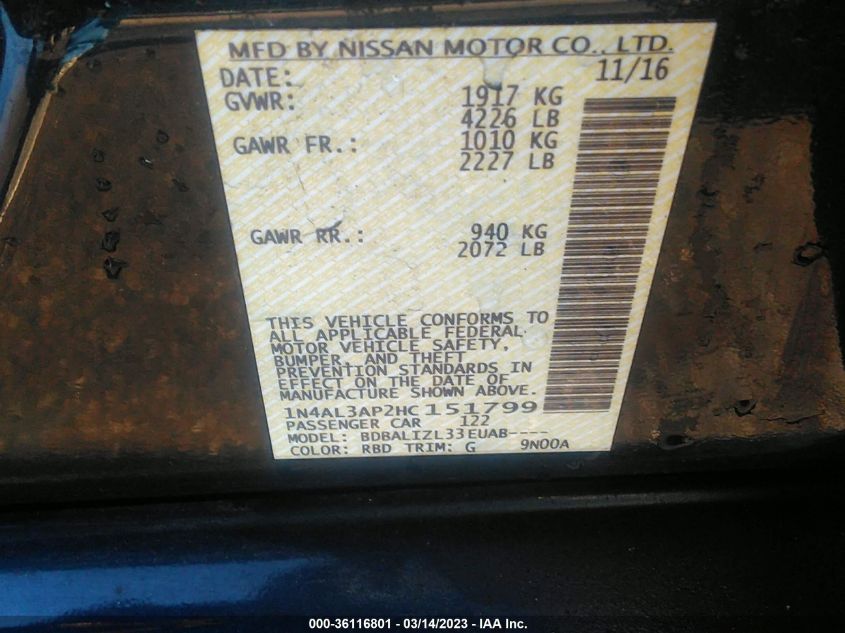 MFD BY NISSAN MOTOR CO., LTD.
DATE: 11/16
GVWR: 1917 KG
4226 LB
GAWR FR.: 1010 KG
2227 LB
GAWR RR.: 940 KG
2072 LB
THIS VEHICLE CONFORMS TO
ALL APPLICABLE FEDERAL
MOTOR VEHICLE SAFETY,
BUMPER, AND THEFT
PREVENTION STANDARDS IN
EFFECT ON THE DATE OF
MANUFACTURE SHOWN ABOVE.
1N4AL3AP2HC151799
PASSENGER CAR 122
MODEL: BDBALIZL33EUAB----
COLOR: RBD TRIM: G 9N00A
000-36116801 - 03/14/2023 - IAA Inc.